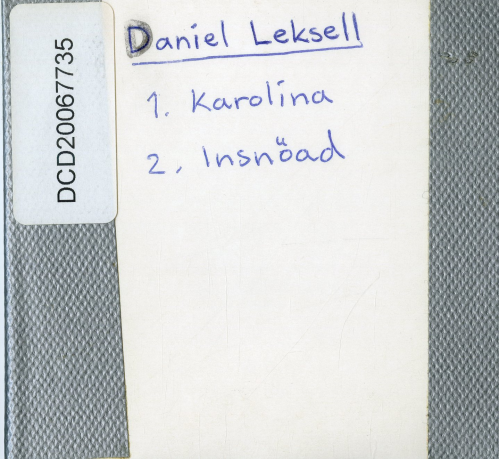 DCD20067735
Daniel Leksell
1. Karolina
2. Insnöad